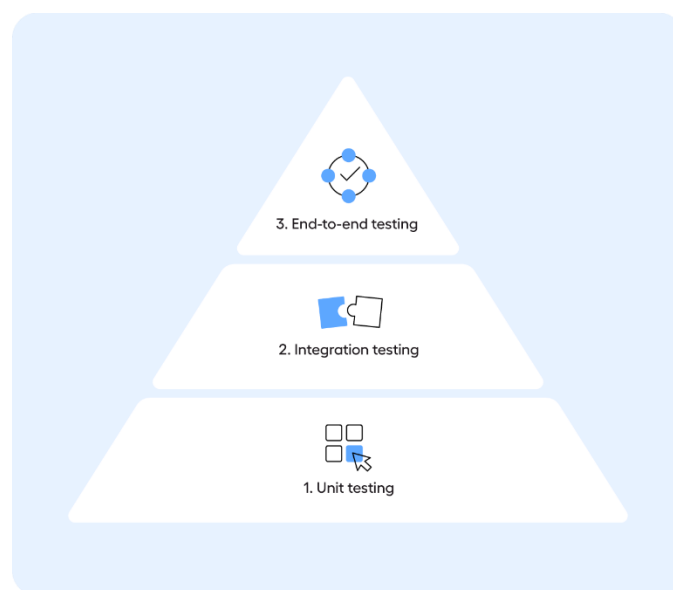 3. End-to-end testing
2. Integration testing
1. Unit testing